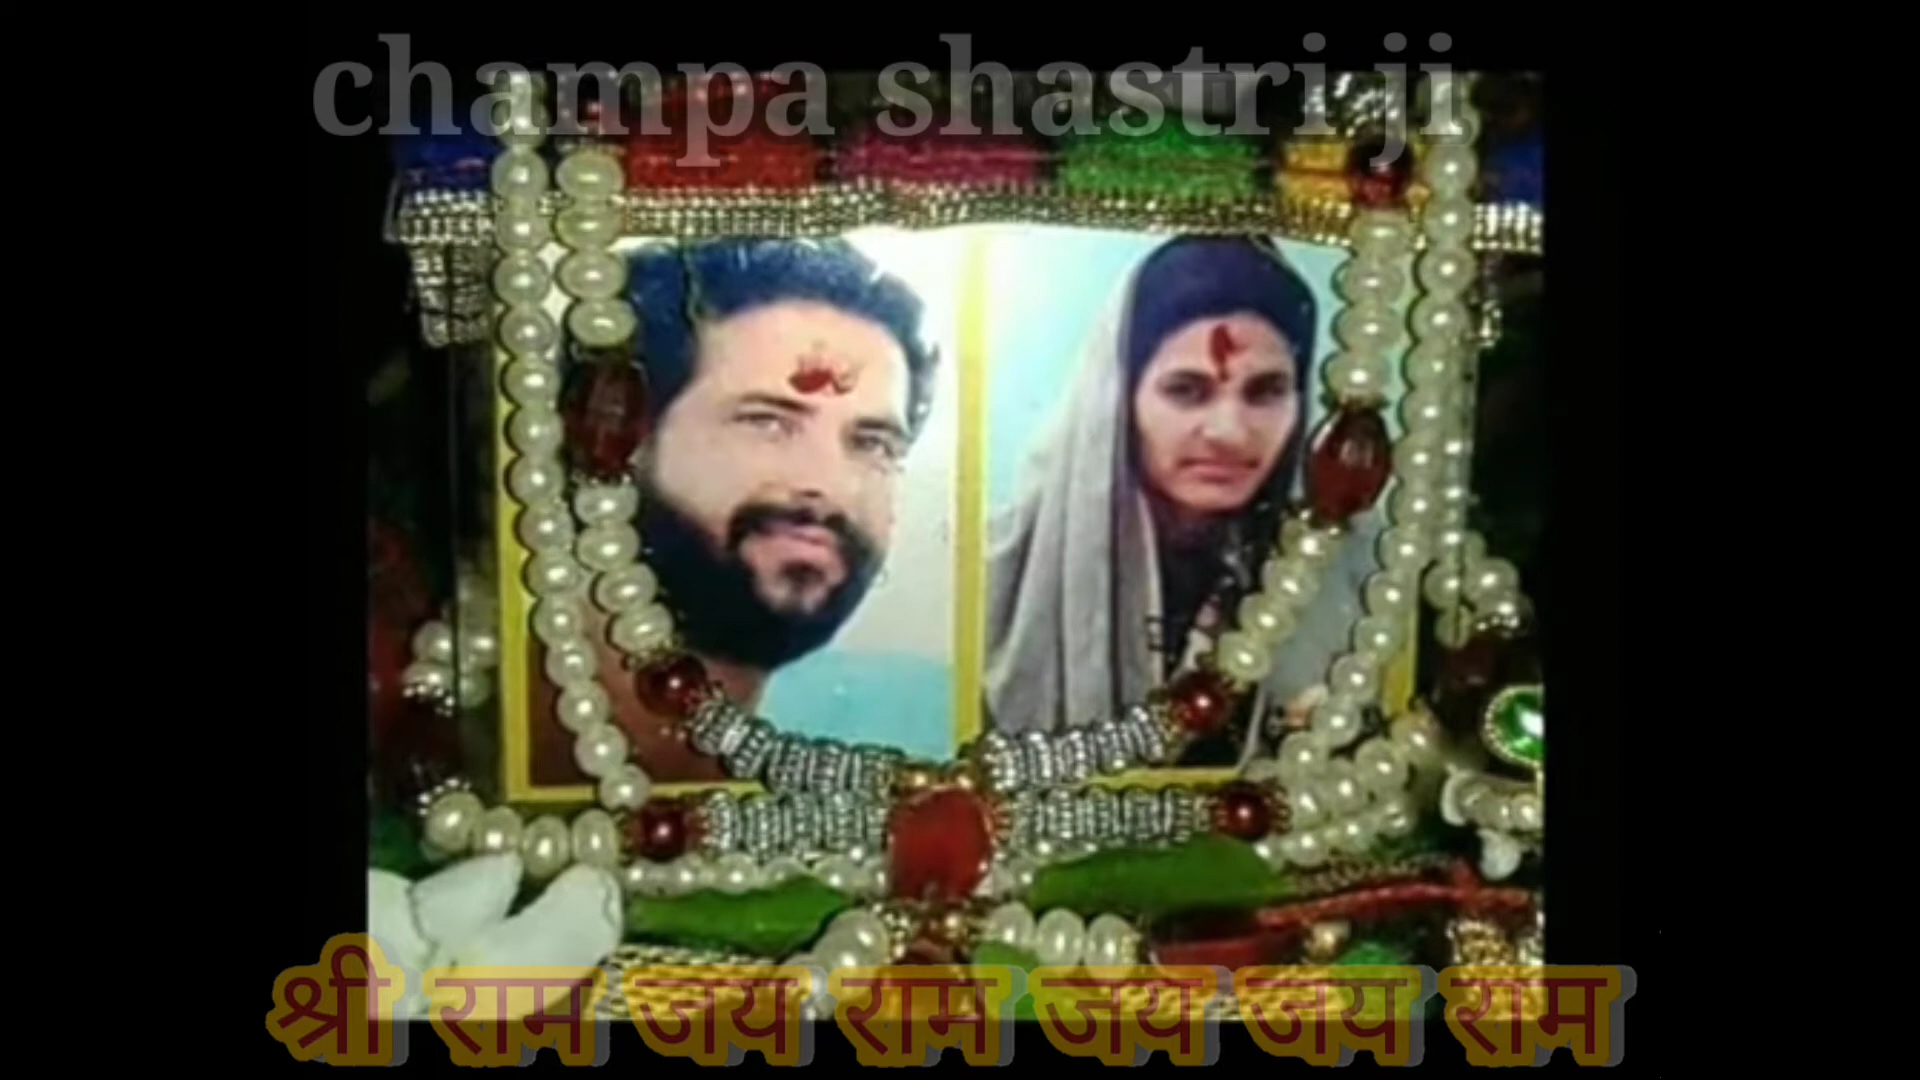 champa shastri ji
श्री राम जय राम जय जय राम